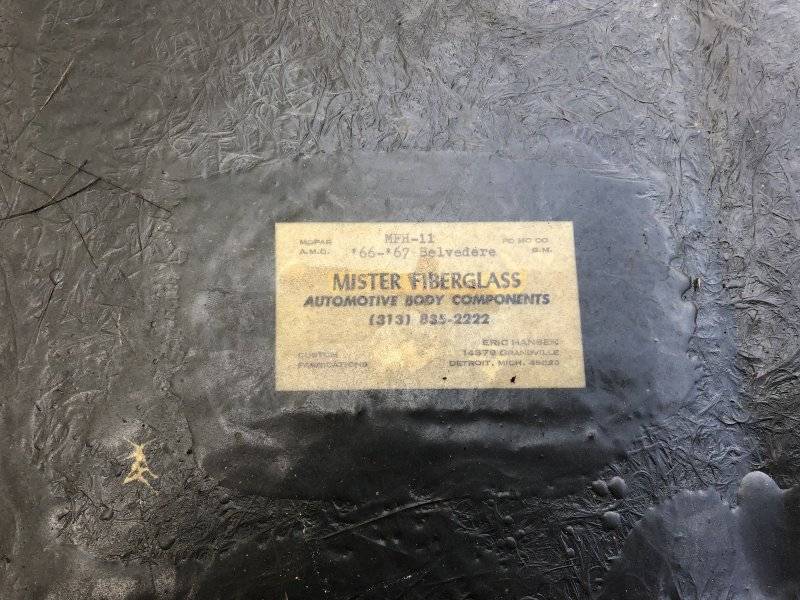 MOPAR
A.M.C.
MFH-11
'66-'67 Belvedere
FO MO CO
G.M.
MISTER FIBERGLASS
AUTOMOTIVE BODY COMPONENTS
(313) 835-2222
CUSTOM
FABRICATIONS
ERIC HANSEN
DETROIT, MICH.